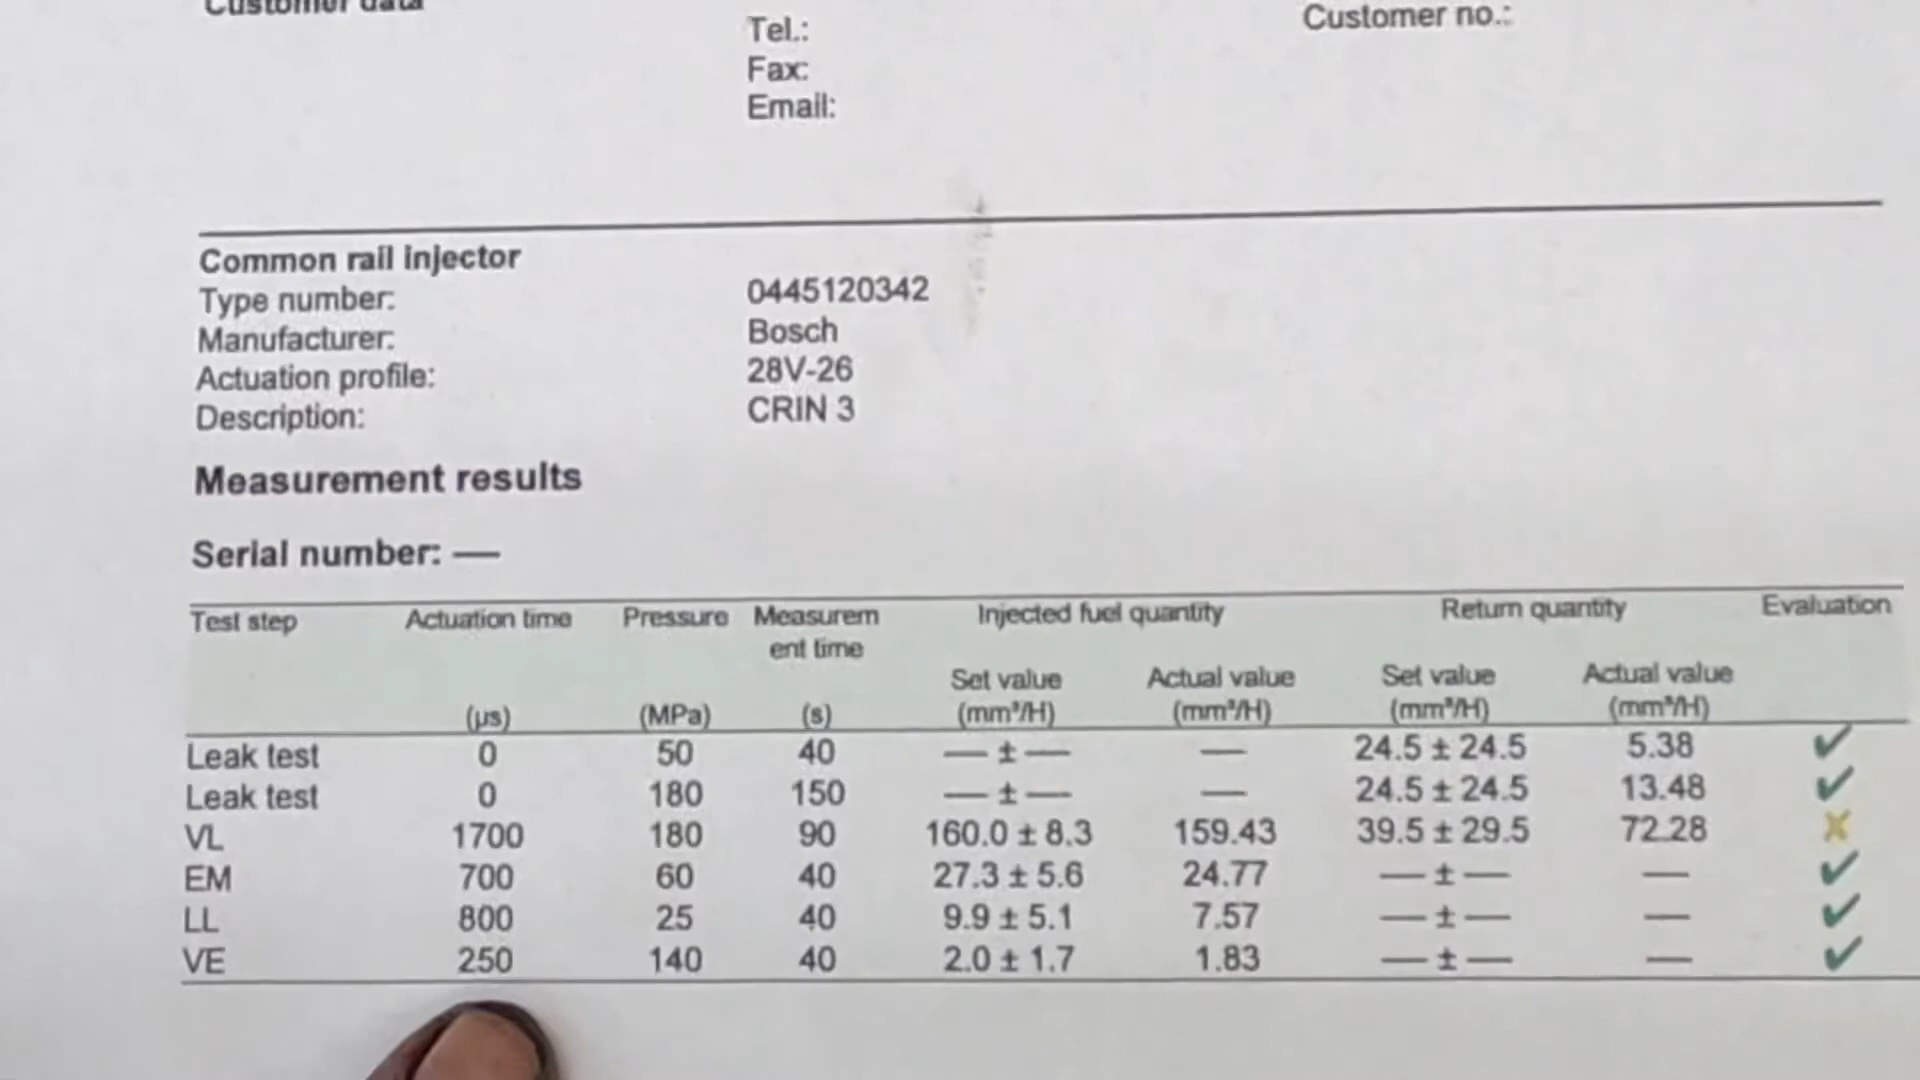 Customer data
Tel.:
Customer no.:
Fax:
Email:
Common rail injector
Type number: 0445120342
Manufacturer: Bosch
Actuation profile: 28V-26
Description: CRIN 3
Measurement results
Serial number: —
Test step Actuation time Pressure Measurem Injected fuel quantity Return quantity Evaluation
ent time
Set value Actual value Set value Actual value
(µs) (MPa) (s) (mm³/H) (mm³/H) (mm³/H) (mm³/H)
Leak test 0 50 40 — ± — — 24.5 ± 24.5 5.38 ✔
Leak test 0 180 150 — ± — — 24.5 ± 24.5 13.48 ✔
VL 1700 180 90 160.0 ± 8.3 159.43 39.5 ± 29.5 72.28 ✘
EM 700 60 40 27.3 ± 5.6 24.77 — ± — — ✔
LL 800 25 40 9.9 ± 5.1 7.57 — ± — — ✔
VE 250 140 40 2.0 ± 1.7 1.83 — ± — — ✔